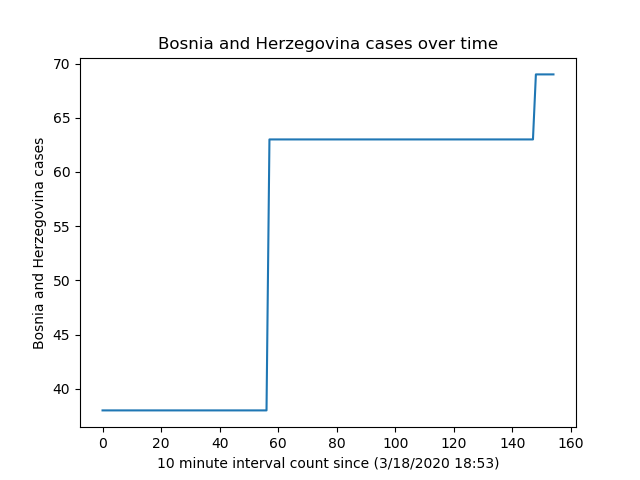 Bosnia and Herzegovina cases over time
70
65
60
55
50
45
40
Bosnia and Herzegovina cases
0 20 40 60 80 100 120 140 160
10 minute interval count since (3/18/2020 18:53)